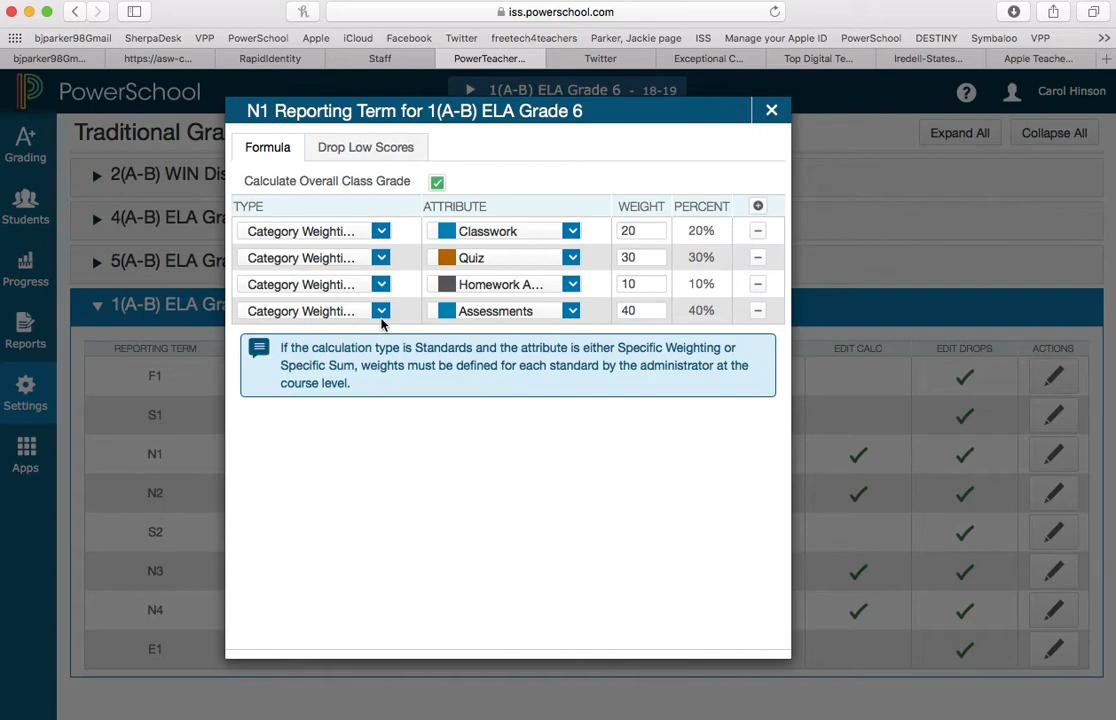 iss.powerschool.com
bjparker98Gmail SherpaDesk VPP PowerSchool Apple iCloud Facebook Twitter freetech4teachers Parker, Jackie page ISS Manage your Apple ID PowerSchool DESTINY Symbaloo VPP
bjparker98@Gm... https://asw-c... RapidIdentity Staff PowerTeacher... Twitter Exceptional C... Top Digital Te... Iredell-States... Apple Teache...
PowerSchool 1(A-B) ELA Grade 6 - 18-19 Carol Hinson
N1 Reporting Term for 1(A-B) ELA Grade 6
Traditional Gra Expand All Collapse All
Grading
Formula Drop Low Scores
2(A-B) WIN Dis
Calculate Overall Class Grade
Students
TYPE ATTRIBUTE WEIGHT PERCENT
4(A-B) ELA Gra
Category Weighti... Classwork 20 20%
Category Weighti... Quiz 30 30%
5(A-B) ELA Gra
Progress
Category Weighti... Homework A... 10 10%
1(A-B) ELA Gra
Category Weighti... Assessments 40 40%
Reports
REPORTING TERM EDIT CALC EDIT DROPS ACTIONS
If the calculation type is Standards and the attribute is either Specific Weighting or
Specific Sum, weights must be defined for each standard by the administrator at the
course level.
F1
Settings
S1
N1
Apps
N2
S2
N3
N4
E1